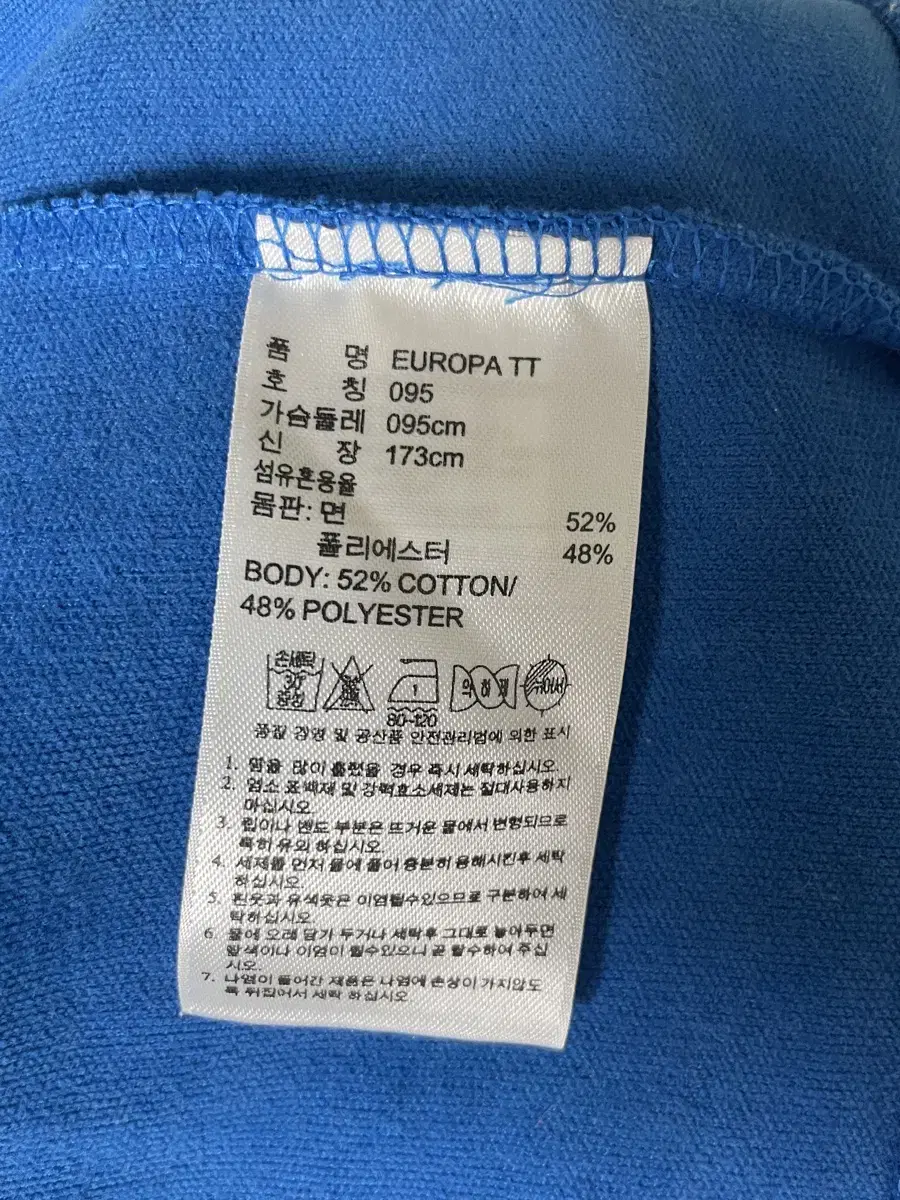 품 명 EUROPA TT
호 칭 095
가슴둘레 095cm
신 장 173cm
섬유혼용율
몸판: 면 52%
폴리에스터 48%
BODY: 52% COTTON/
48% POLYESTER
손세탁 30° 중성 1 80~120
품질 경영 및 공산품 안전관리법에 의한 표시
1. 땀을 많이 흘렸을 경우 즉시 세탁하십시오.
2. 염소 표백제 및 강력효소세제는 절대사용하지
마십시오
3. 립이나 밴드 부분은 뜨거운 물에서 변형되므로
특히 유의 하십시오.
4. 세제를 먼저 물에 풀어 충분히 용해시킨후 세탁
하십시오.
5. 흰옷과 유색옷은 이염될수있으므로 구분하여 세
탁하십시오.
6. 물에 오래 담가 두거나 세탁후 그대로 놓아두면
탈색이나 이염이 될수있으니 곧 탈수하여 주십
시오.
7. 나염이 들어간 제품은 나염에 손상이 가지않도
록 뒤집어서 세탁 하십시오